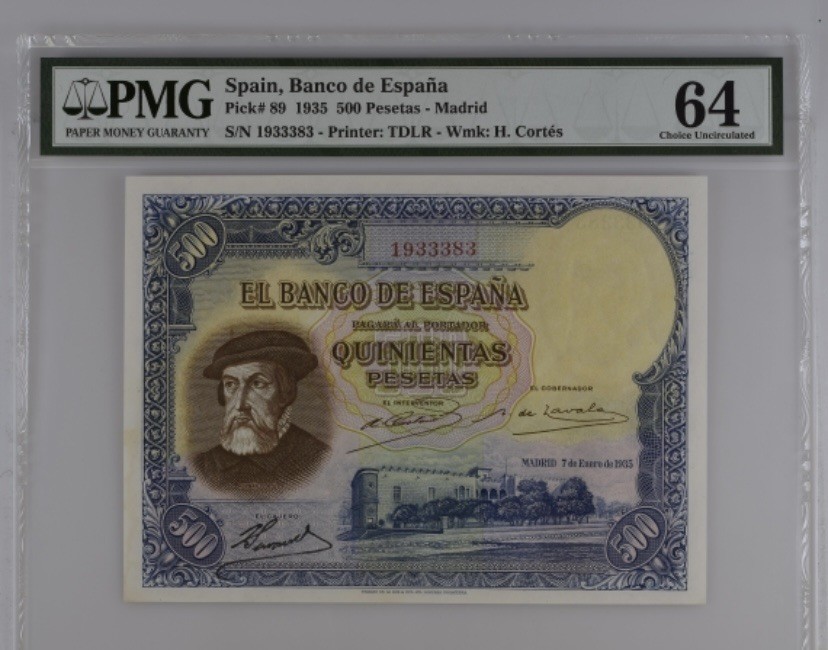 PMG
PAPER MONEY GUARANTY
Spain, Banco de España
Pick# 89 1935 500 Pesetas - Madrid
S/N 1933383 - Printer: TDLR - Wmk: H. Cortés
64
Choice Uncirculated
500
1933383
EL BANCO DE ESPAÑA
PAGARÁ AL PORTADOR
QUINIENTAS
PESETAS
EL INTERVENTOR
EL GOBERNADOR
de Zavala
MADRID 7 de Enero de 1935
EL CAJERO
500
500